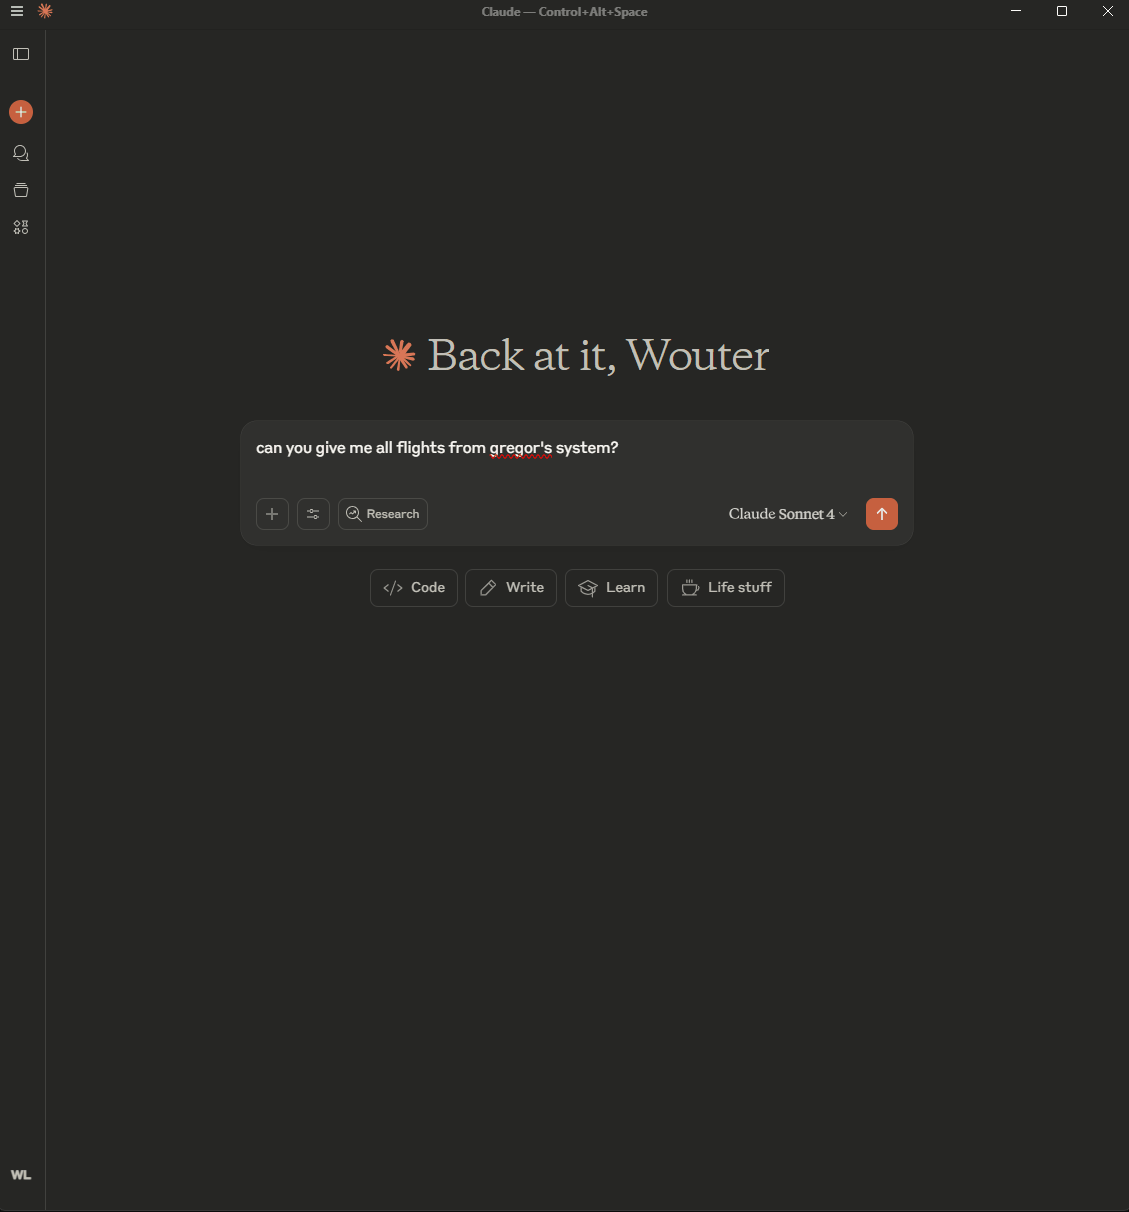 Claude — Control+Alt+Space
Back at it, Wouter
can you give me all flights from gregor's system?
Research
Claude Sonnet 4
Code
Write
Learn
Life stuff
WL